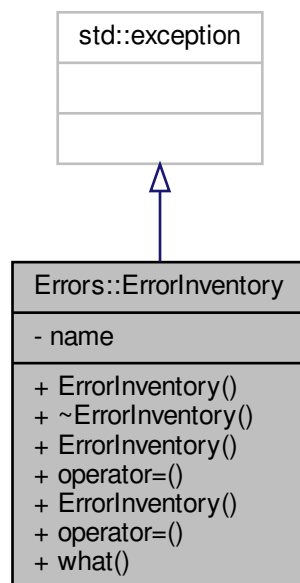 std::exception
Errors::ErrorInventory
- name
+ ErrorInventory()
+ ~ErrorInventory()
+ ErrorInventory()
+ operator=()
+ ErrorInventory()
+ operator=()
+ what()